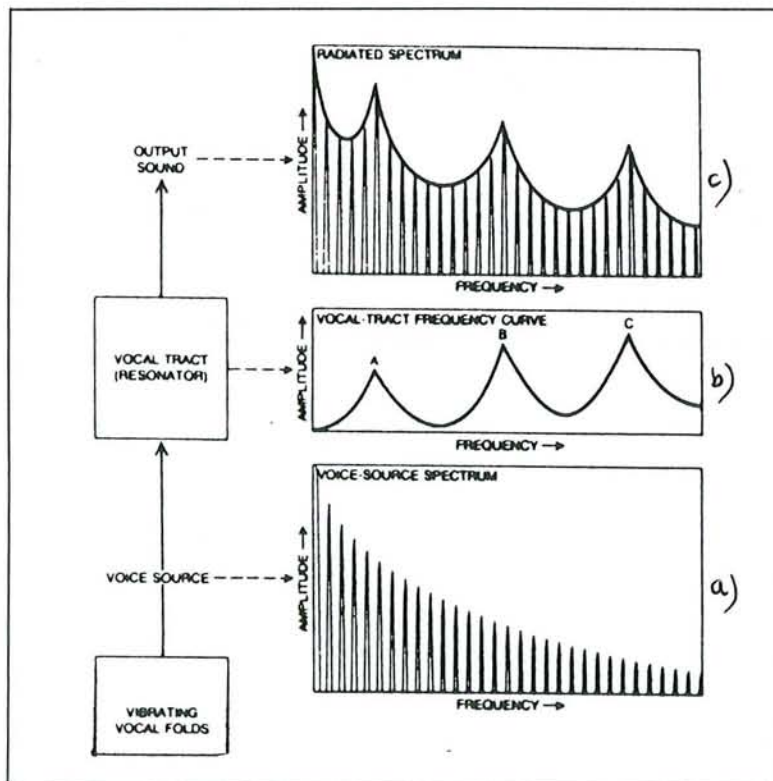 RADIATED SPECTRUM
OUTPUT
SOUND
AMPLITUDE →
c)
FREQUENCY →
VOCAL TRACT
(RESONATOR)
VOCAL-TRACT FREQUENCY CURVE
A
B
C
AMPLITUDE →
b)
FREQUENCY →
VOICE-SOURCE SPECTRUM
VOICE SOURCE
AMPLITUDE →
a)
FREQUENCY →
VIBRATING
VOCAL FOLDS